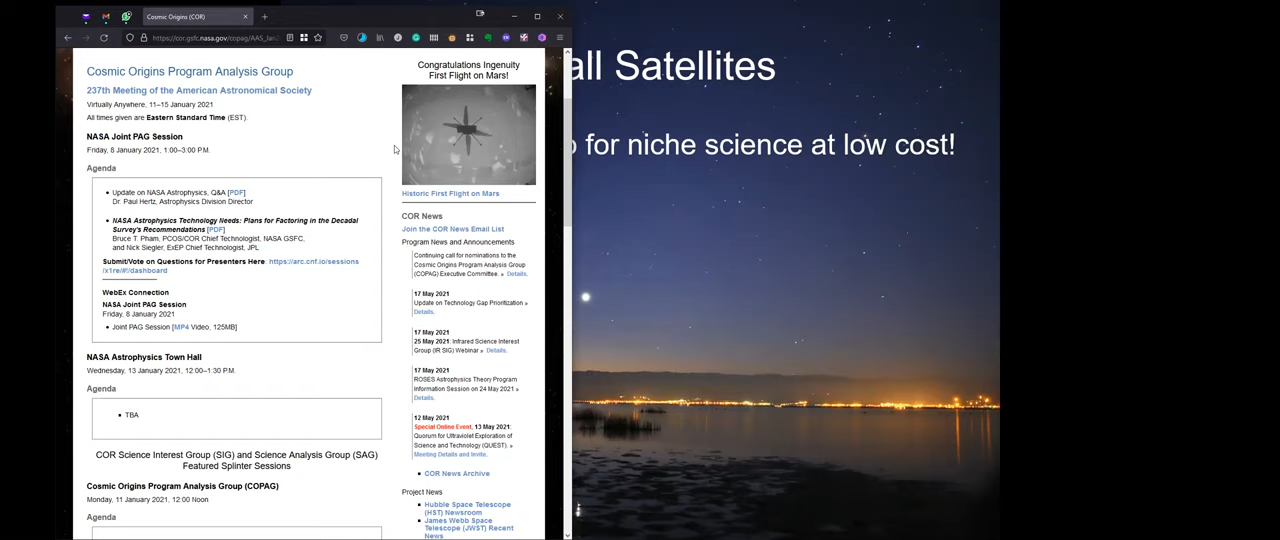 Cosmic Origins (COR)
https://cor.gsfc.nasa.gov/copag/AAS_Jan2
Cosmic Origins Program Analysis Group
237th Meeting of the American Astronomical Society
Virtually Anywhere, 11–15 January 2021
All times given are Eastern Standard Time (EST).
NASA Joint PAG Session
Friday, 8 January 2021, 1:00–3:00 P.M.
Agenda
Update on NASA Astrophysics, Q&A [PDF]
Dr. Paul Hertz, Astrophysics Division Director
NASA Astrophysics Technology Needs: Plans for Factoring in the Decadal
Survey's Recommendations [PDF]
Bruce T. Pham, PCOS/COR Chief Technologist, NASA GSFC,
and Nick Siegler, ExEP Chief Technologist, JPL
Submit/Vote on Questions for Presenters Here: https://arc.cnf.io/sessions
/x1re/#!/dashboard
WebEx Connection
NASA Joint PAG Session
Friday, 8 January 2021
Joint PAG Session [MP4 Video, 125MB]
NASA Astrophysics Town Hall
Wednesday, 13 January 2021, 12:00–1:30 P.M.
Agenda
TBA
COR Science Interest Group (SIG) and Science Analysis Group (SAG)
Featured Splinter Sessions
Cosmic Origins Program Analysis Group (COPAG)
Monday, 11 January 2021, 12:00 Noon
Agenda
Congratulations Ingenuity
First Flight on Mars!
Historic First Flight on Mars
COR News
Join the COR News Email List
Program News and Announcements
Continuing call for nominations to the
Cosmic Origins Program Analysis Group
(COPAG) Executive Committee. » Details.
17 May 2021
Update on Technology Gap Prioritization »
Details.
17 May 2021
25 May 2021: Infrared Science Interest
Group (IR SIG) Webinar » Details.
17 May 2021
ROSES Astrophysics Theory Program
Information Session on 24 May 2021 »
Details.
12 May 2021
Special Online Event, 13 May 2021:
Quorum for Ultraviolet Exploration of
Science and Technology (QUEST). »
Meeting Details and Invite.
COR News Archive
Project News
Hubble Space Telescope
(HST) Newsroom
James Webb Space
Telescope (JWST) Recent
News
all Satellites
for niche science at low cost!